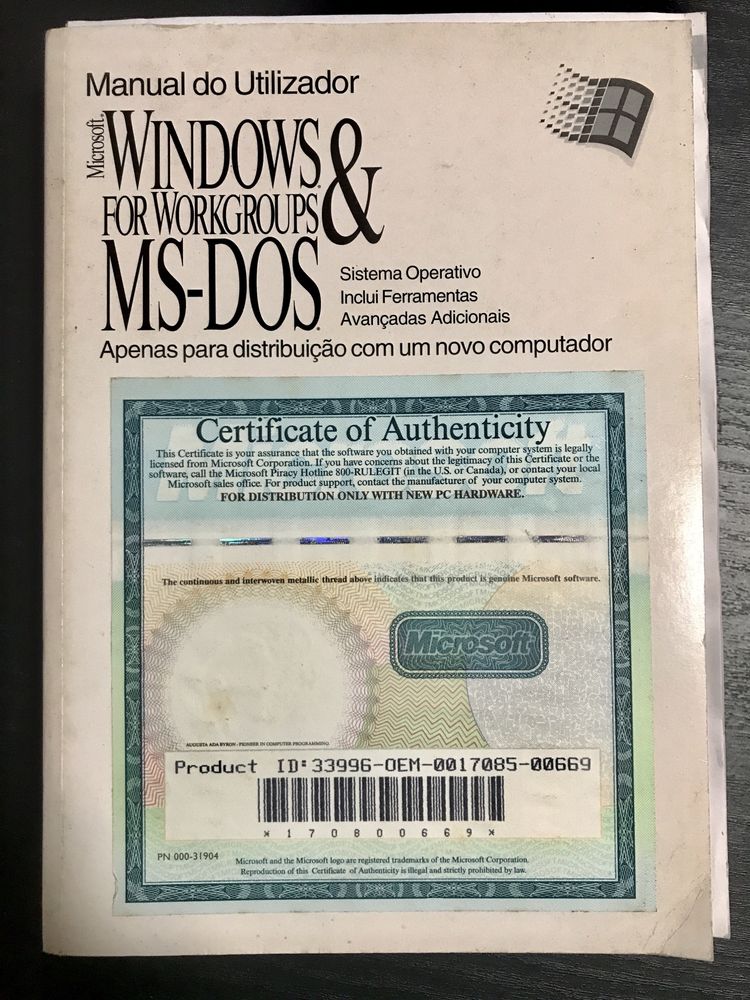 Manual do Utilizador
Microsoft®
WINDOWS®
FOR WORKGROUPS
&
MS-DOS®
Sistema Operativo
Inclui Ferramentas
Avançadas Adicionais
Apenas para distribuição com um novo computador
Certificate of Authenticity
This Certificate is your assurance that the software you obtained with your computer system is legally
licensed from Microsoft Corporation. If you have concerns about the legitimacy of this Certificate or the
software, call the Microsoft Piracy Hotline 800-RULEGIT (in the U.S. or Canada), or contact your local
Microsoft sales office. For product support, contact the manufacturer of your computer system.
FOR DISTRIBUTION ONLY WITH NEW PC HARDWARE.
The continuous and interwoven metallic thread above indicates that this product is genuine Microsoft software.
Microsoft
AUGUSTA ADA BYRON - PIONEER IN COMPUTER PROGRAMMING
Product ID:33996-OEM-0017085-00669
*170800669*
PN 000-31904
Microsoft and the Microsoft logo are registered trademarks of the Microsoft Corporation.
Reproduction of this Certificate of Authenticity is illegal and strictly prohibited by law.